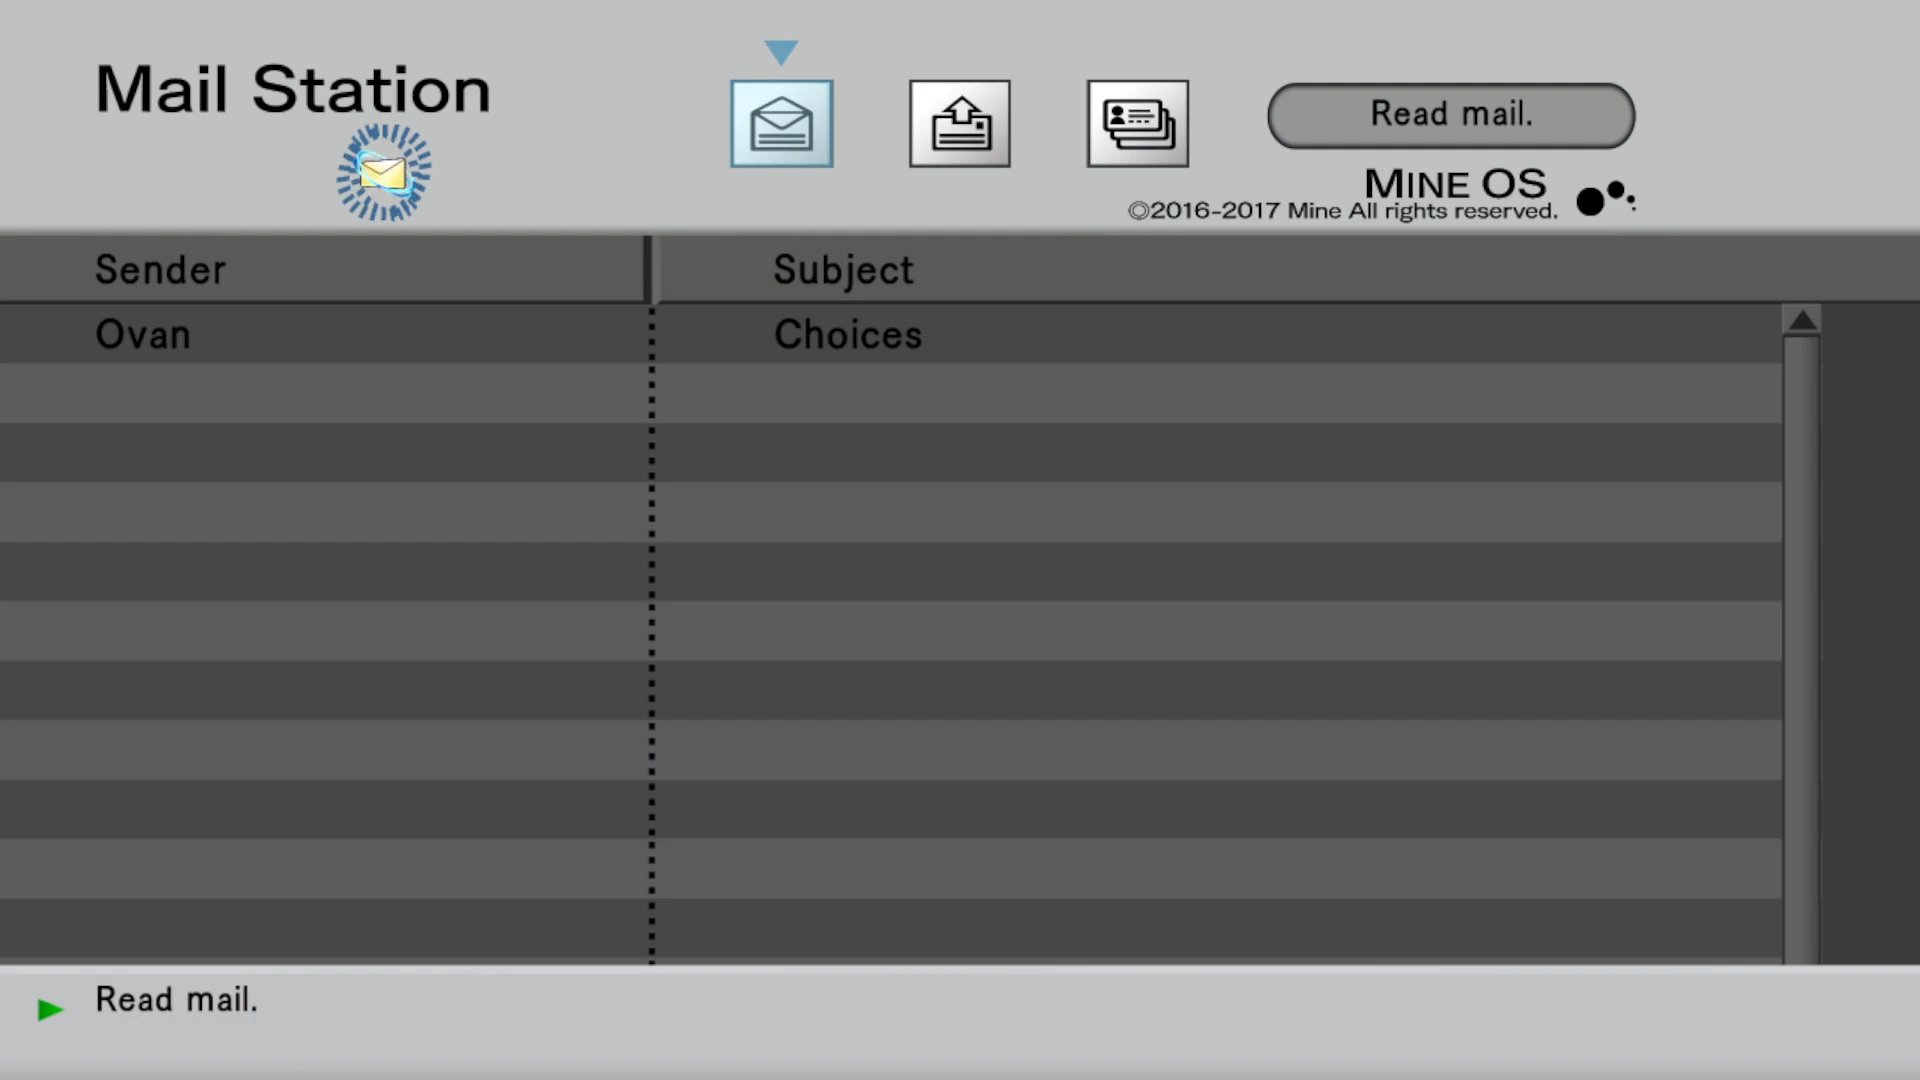 Mail Station
Read mail.
MINE OS
©2016-2017 Mine All rights reserved.
Sender Subject
Ovan Choices
Read mail.